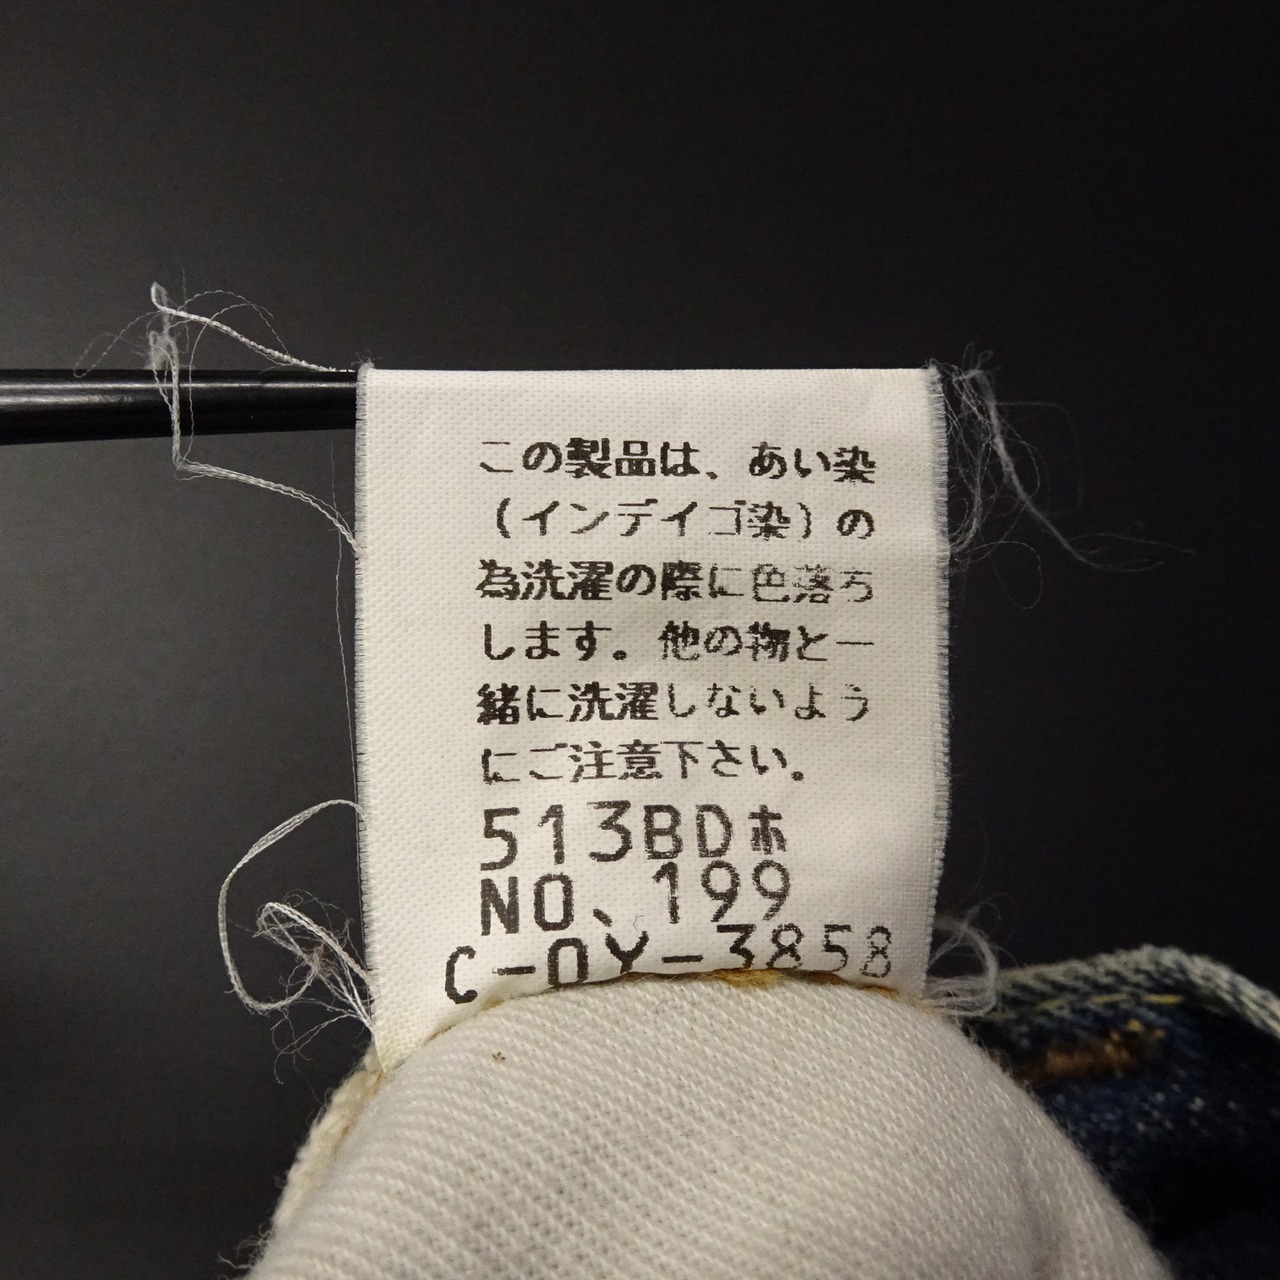 この製品は、あい染
(インデイゴ染)の
為洗濯の際に色落ち
します。他の物と一
緒に洗濯しないよう
にご注意下さい。
513BDホ
NO、199
C-OY-3858